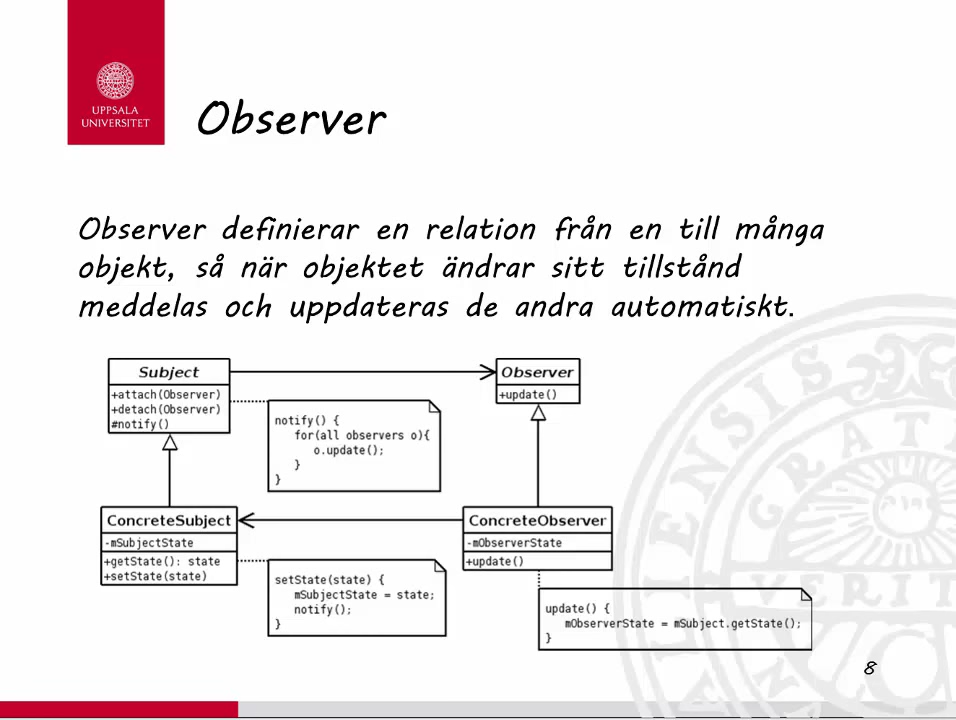 UPPSALA
UNIVERSITET
Observer
Observer definierar en relation från en till många
objekt, så när objektet ändrar sitt tillstånd
meddelas och uppdateras de andra automatiskt.
Subject
+attach(Observer)
+detach(Observer)
#notify()
Observer
+update()
notify() {
for(all observers o){
o.update();
}
}
ConcreteSubject
-mSubjectState
+getState(): state
+setState(state)
ConcreteObserver
-mObserverState
+update()
setState(state) {
mSubjectState = state;
notify();
}
update() {
mObserverState = mSubject.getState();
}
8